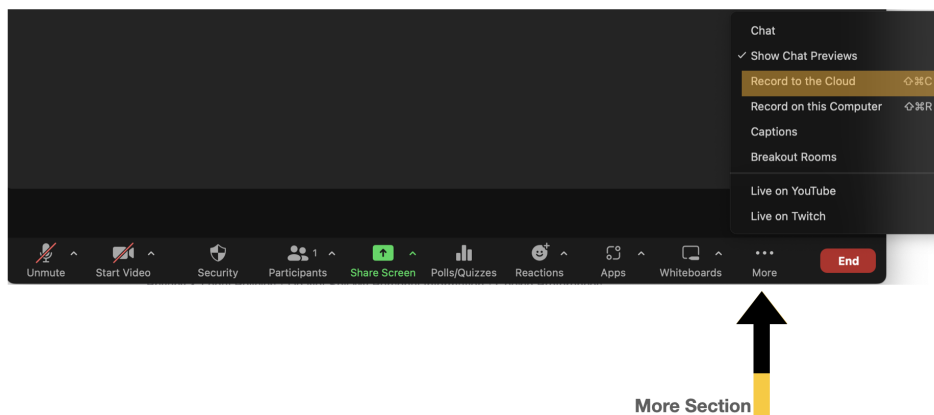 Chat
✓ Show Chat Previews
Record to the Cloud ⇧⌘C
Record on this Computer ⇧⌘R
Captions
Breakout Rooms
Live on YouTube
Live on Twitch
1
Unmute Start Video Security Participants Share Screen Polls/Quizzes Reactions Apps Whiteboards More End
More Section